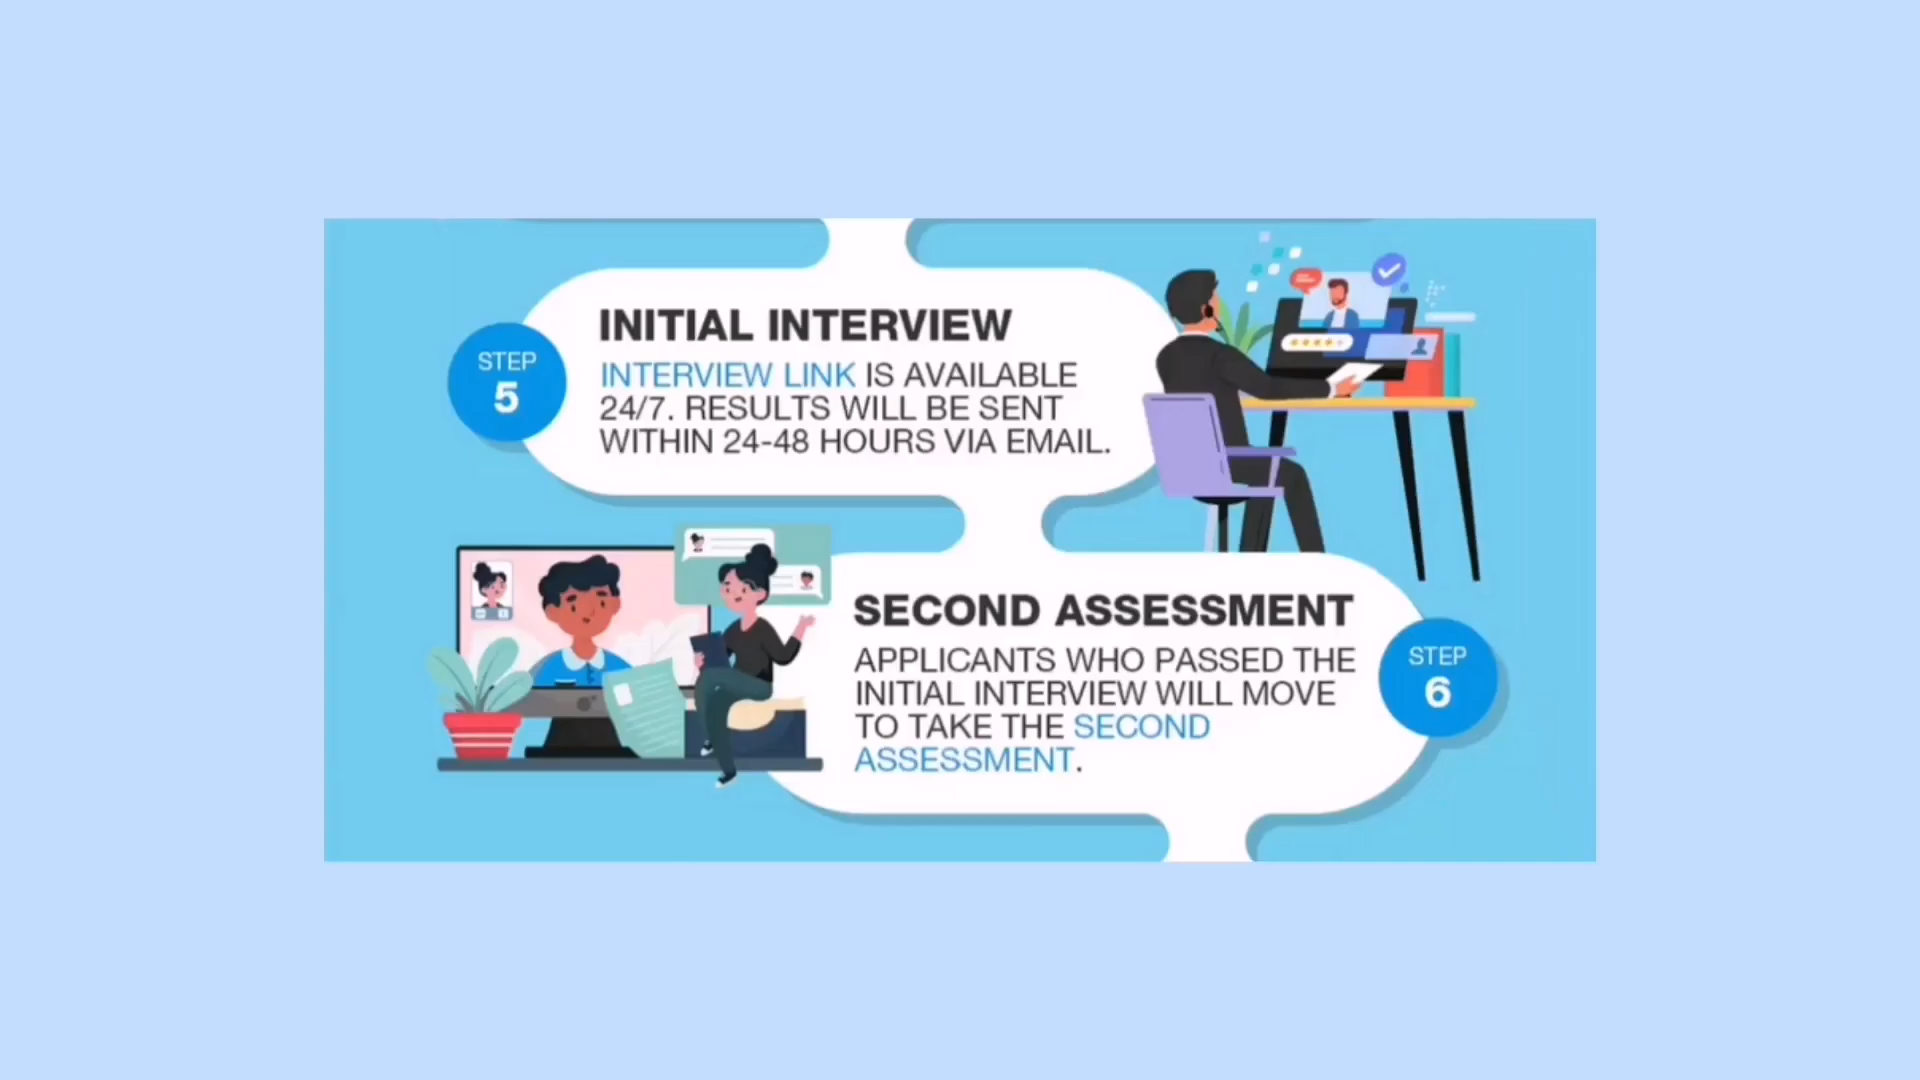 INITIAL INTERVIEW
STEP
5
INTERVIEW LINK IS AVAILABLE
24/7. RESULTS WILL BE SENT
WITHIN 24-48 HOURS VIA EMAIL.
SECOND ASSESSMENT
APPLICANTS WHO PASSED THE
INITIAL INTERVIEW WILL MOVE
TO TAKE THE SECOND
ASSESSMENT.
STEP
6